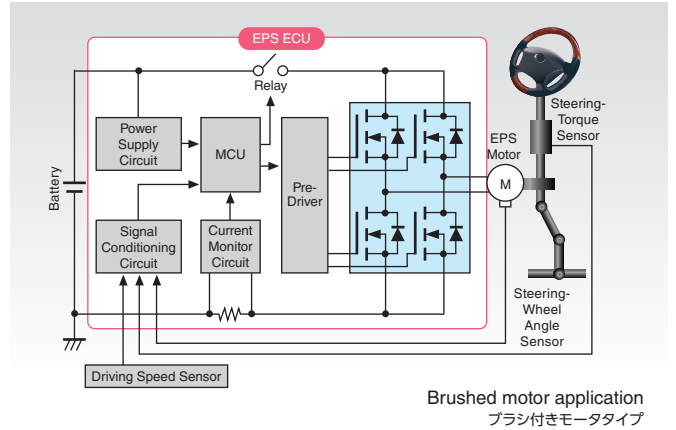 EPS ECU
Relay
Steering-
Torque
Sensor
Power
Supply
Circuit
MCU
EPS
Motor
Pre-
Driver
M
Battery
Signal
Conditioning
Circuit
Current
Monitor
Circuit
Steering-
Wheel
Angle
Sensor
Driving Speed Sensor
Brushed motor application
ブラシ付きモータタイプ